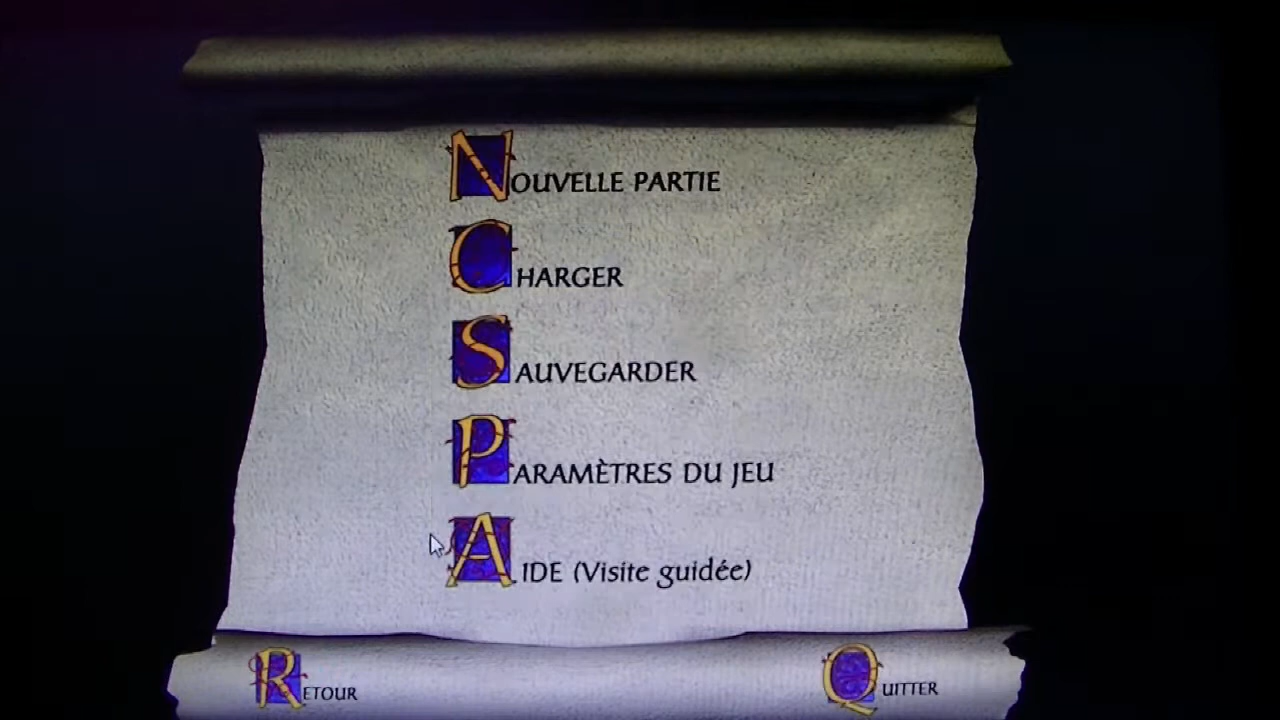 NOUVELLE PARTIE
CHARGER
SAUVEGARDER
PARAMÈTRES DU JEU
AIDE (Visite guidée)
RETOUR
QUITTER